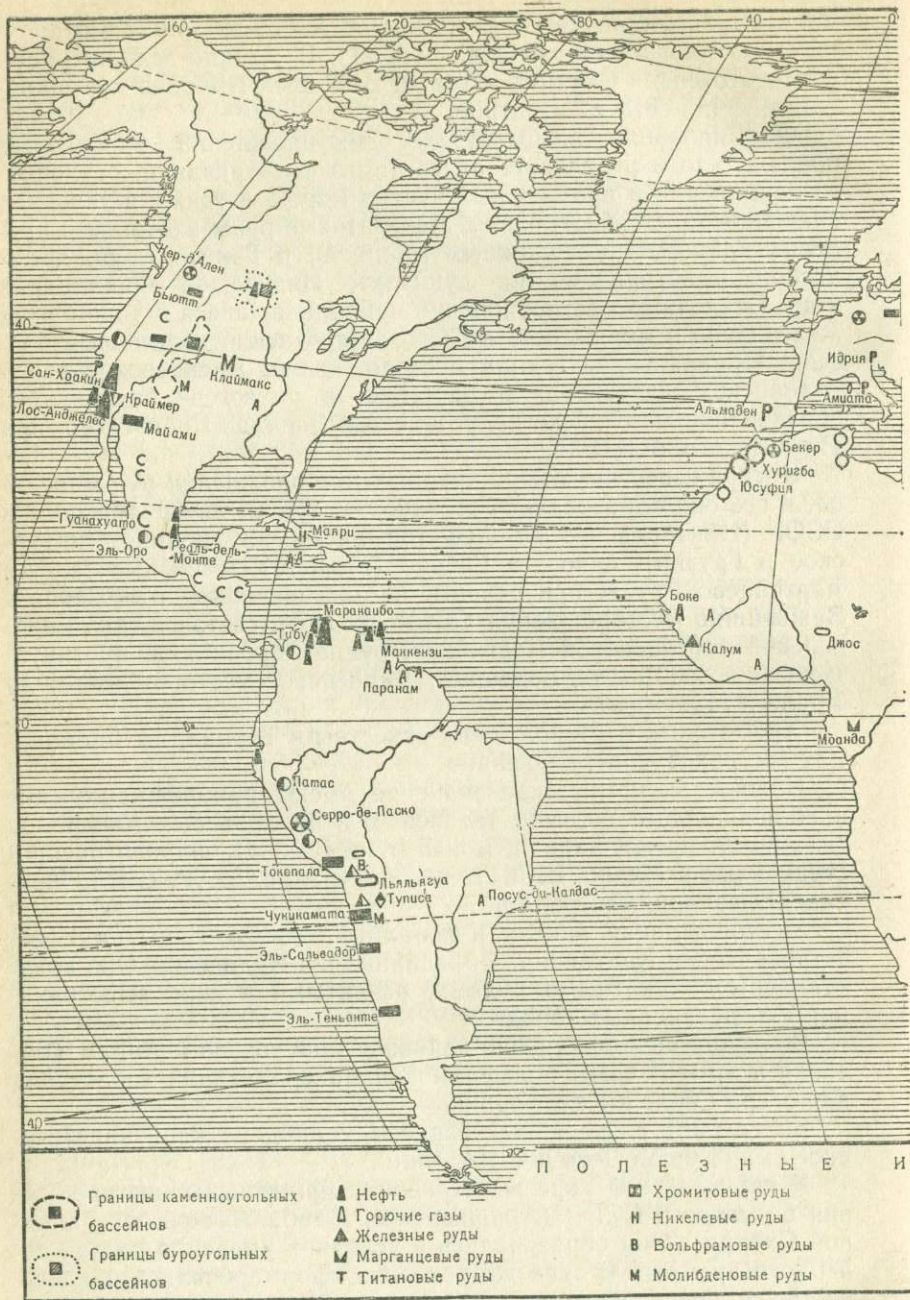 160 120 80 40 0
Кер-д'Ален
Бьютт
40
Идрия
Клаймакс
Сан-Хоакин
Амиата
Краймер
Альмаден
Лос-Анджелес
Майами
Бекер
Хуригба
Юсуфия
Гуанахуато
Маяри
Эль-Оро
Реаль-дель-
Монте
Боке
Маракаибо
Тибу
Калум
Джос
Маккензи
Паранам
0
Моанда
Патас
Серро-де-Паско
Токепала
Льяльягуа
Туписа
Посус-ди-Калдас
Чукикамата
Эль-Сальвадор
Эль-Теньенте
40
ПОЛЕЗНЫЕ И
Границы каменноугольных
бассейнов
Границы буроугольных
бассейнов
Нефть
Горючие газы
Железные руды
Марганцевые руды
Т Титановые руды
Хромитовые руды
Н Никелевые руды
В Вольфрамовые руды
М Молибденовые руды